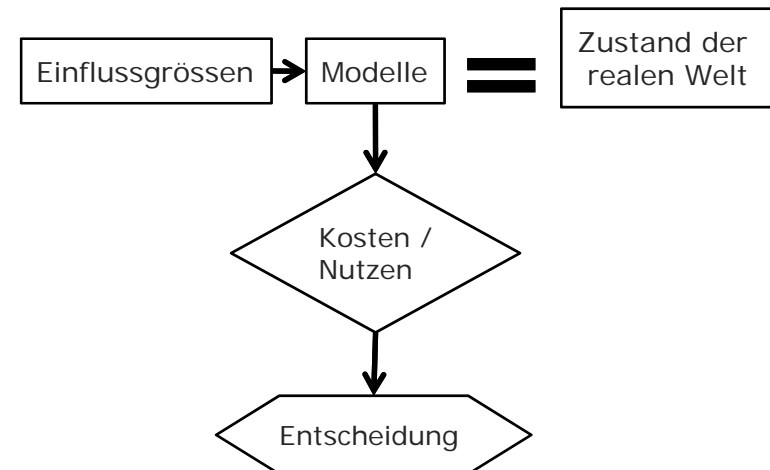 Einflussgrössen
Modelle
Zustand der
realen Welt
Kosten /
Nutzen
Entscheidung